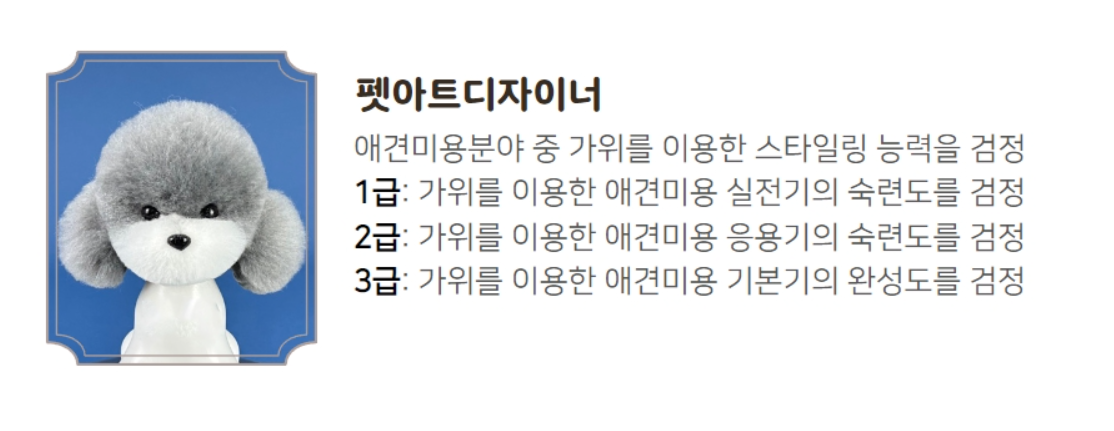 펫아트디자이너
애견미용분야 중 가위를 이용한 스타일링 능력을 검정
1급: 가위를 이용한 애견미용 실전기의 숙련도를 검정
2급: 가위를 이용한 애견미용 응용기의 숙련도를 검정
3급: 가위를 이용한 애견미용 기본기의 완성도를 검정